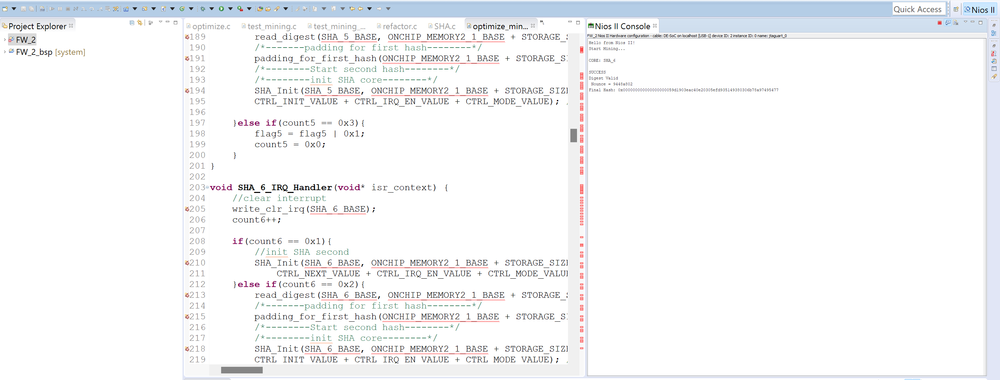 Quick Access
Nios II
Project Explorer
FW_2
FW_2_bsp [system]
optimize.c
test_mining.c
test_mining_...
refactor.c
SHA.c
optimize_min...
»5
189 read_digest(SHA_5_BASE, ONCHIP_MEMORY2_1_BASE + STORAGE_S
190 /*-------padding for first hash--------*/
191 padding_for_first_hash(ONCHIP_MEMORY2_1_BASE + STORAGE_SI
192 /*--------Start second hash--------*/
193 /*--------init SHA core--------*/
194 SHA_Init(SHA_5_BASE, ONCHIP_MEMORY2_1_BASE + STORAGE_SIZE
195 CTRL_INIT_VALUE + CTRL_IRQ_EN_VALUE + CTRL_MODE_VALUE); /
196
197 }else if(count5 == 0x3){
198 flag5 = flag5 | 0x1;
199 count5 = 0x0;
200 }
201 }
202
203 void SHA_6_IRQ_Handler(void* isr_context) {
204 //clear interrupt
205 write_clr_irq(SHA_6_BASE);
206 count6++;
207
208 if(count6 == 0x1){
209 //init SHA second
210 SHA_Init(SHA_6_BASE, ONCHIP_MEMORY2_1_BASE + STORAGE_SIZE
211 CTRL_NEXT_VALUE + CTRL_IRQ_EN_VALUE + CTRL_MODE_VALUE
212 }else if(count6 == 0x2){
213 read_digest(SHA_6_BASE, ONCHIP_MEMORY2_1_BASE + STORAGE_S
214 /*-------padding for first hash--------*/
215 padding_for_first_hash(ONCHIP_MEMORY2_1_BASE + STORAGE_SI
216 /*--------Start second hash--------*/
217 /*--------init SHA core--------*/
218 SHA_Init(SHA_6_BASE, ONCHIP_MEMORY2_1_BASE + STORAGE_SIZE
219 CTRL_INIT_VALUE + CTRL_IRQ_EN_VALUE + CTRL_MODE_VALUE); /
Nios II Console
FW_2 Nios II Hardware configuration - cable: DE-SoC on localhost [USB-1] device ID: 2 instance ID: 0 name: jtaguart_0
Hello from Nios II!
Start Mining...
CORE: SHA_6
SUCCESS
Digest Valid
Nounce = 9448a802
Final Hash: 0x000000000000000000059d1903eac40e20305efd935149380306b78a97495477